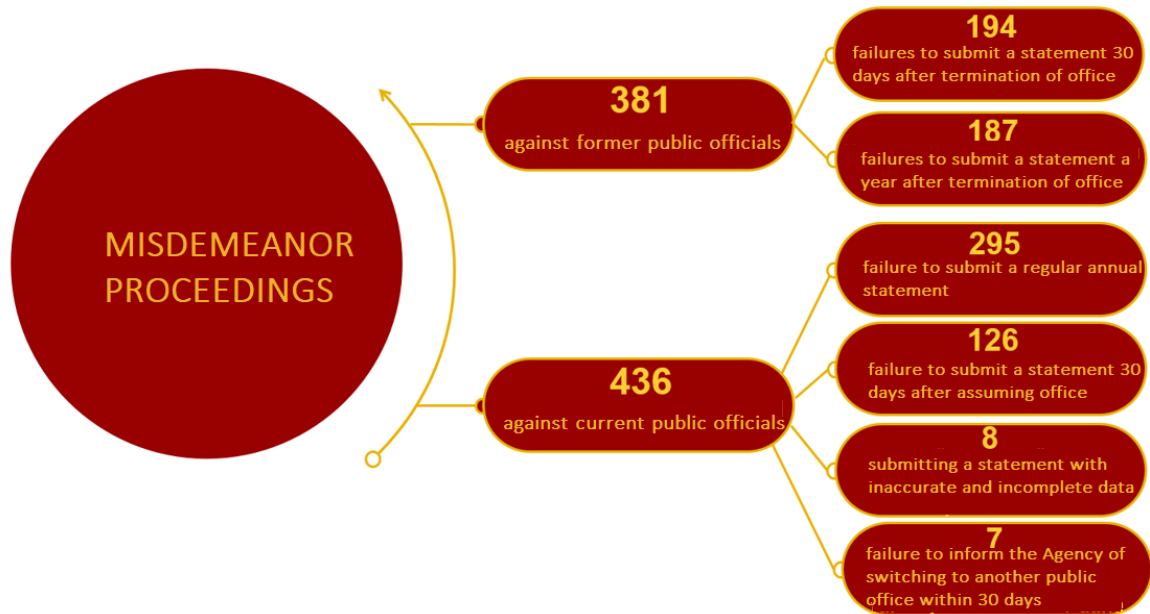 MISDEMEANOR
PROCEEDINGS
381
against former public officials
194
failures to submit a statement 30
days after termination of office
187
failures to submit a statement a
year after termination of office
436
against current public officials
295
failure to submit a regular annual
statement
126
failure to submit a statement 30
days after assuming office
8
submitting a statement with
inaccurate and incomplete data
7
failure to inform the Agency of
switching to another public
office within 30 days